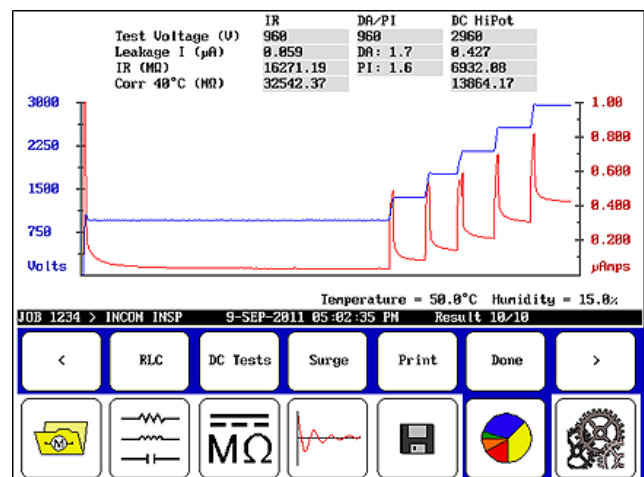 IR DA/PI DC HiPot
Test Voltage (V) 960 960 2960
Leakage I (µA) 0.059 DA: 1.7 0.427
IR (MΩ) 16271.19 PI: 1.6 6932.08
Corr 40°C (MΩ) 32542.37 13864.17
3000 1.00
0.800
2250
0.600
1500
0.400
750
0.200
Volts µAmps
Temperature = 50.0°C Humidity = 15.0%
JOB 1234 > INCOM INSP 9-SEP-2011 05:02:35 PM Result 10/10
< RLC DC Tests Surge Print Done >
M MΩ